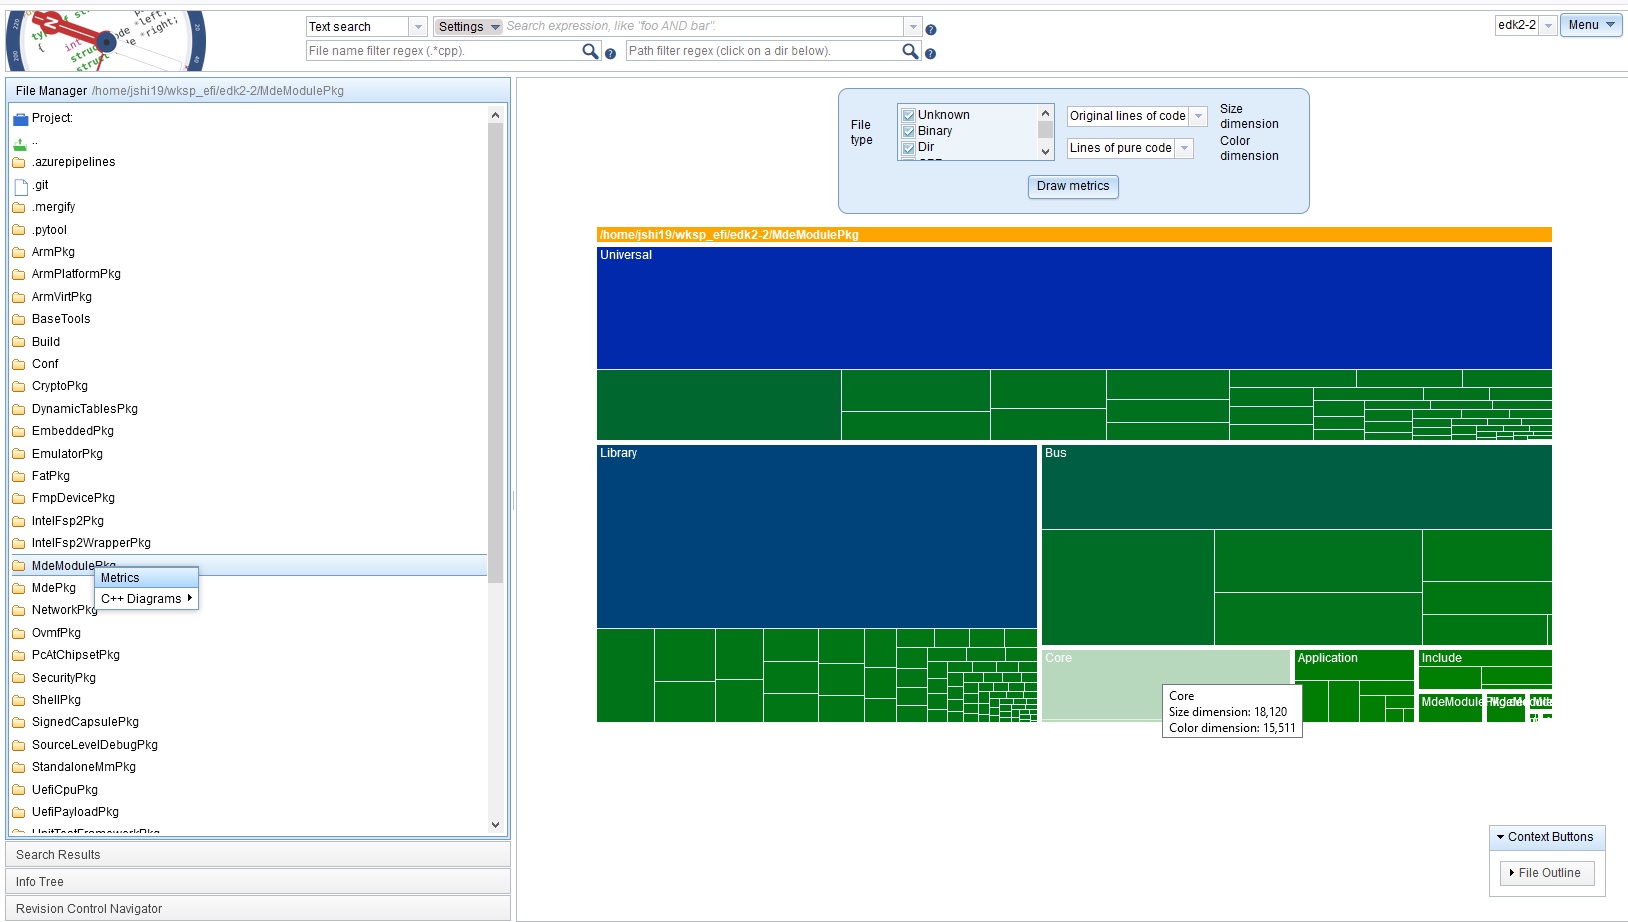 Text search
Settings
Search expression, like "foo AND bar".
edk2-2
Menu
File name filter regex (.*cpp).
Path filter regex (click on a dir below).
File Manager /home/jshi19/wksp_efi/edk2-2/MdeModulePkg
Project:
..
.azurepipelines
.git
.mergify
.pytool
ArmPkg
ArmPlatformPkg
ArmVirtPkg
BaseTools
Build
Conf
CryptoPkg
DynamicTablesPkg
EmbeddedPkg
EmulatorPkg
FatPkg
FmpDevicePkg
IntelFsp2Pkg
IntelFsp2WrapperPkg
MdeModulePkg
Metrics
C++ Diagrams
MdePkg
NetworkPkg
OvmfPkg
PcAtChipsetPkg
SecurityPkg
ShellPkg
SignedCapsulePkg
SourceLevelDebugPkg
StandaloneMmPkg
UefiCpuPkg
UefiPayloadPkg
UnitTestFrameworkPkg
Search Results
Info Tree
Revision Control Navigator
File type
Unknown
Binary
Dir
Original lines of code
Size dimension
Lines of pure code
Color dimension
Draw metrics
/home/jshi19/wksp_efi/edk2-2/MdeModulePkg
Universal
Library
Bus
Core
Application
Include
Core
Size dimension: 18,120
Color dimension: 15,511
Context Buttons
File Outline